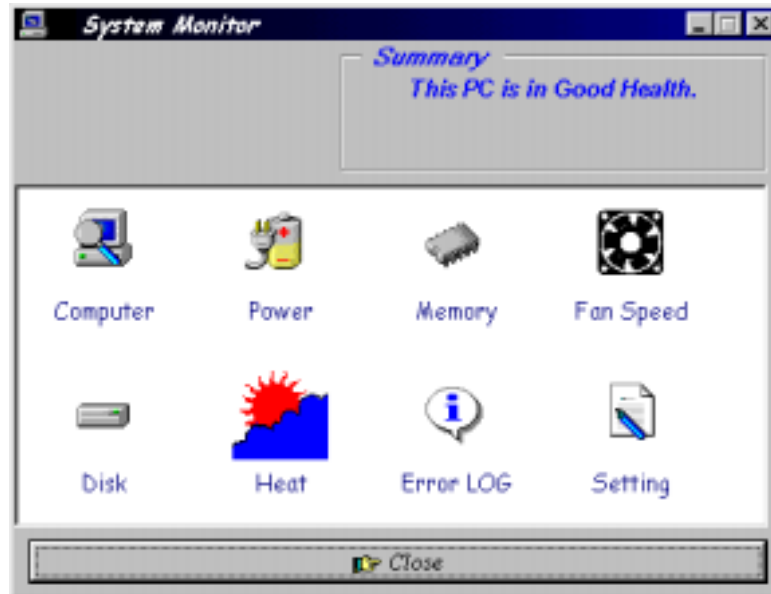 System Monitor
Summary
This PC is in Good Health.
Computer Power Memory Fan Speed
Disk Heat Error LOG Setting
Close